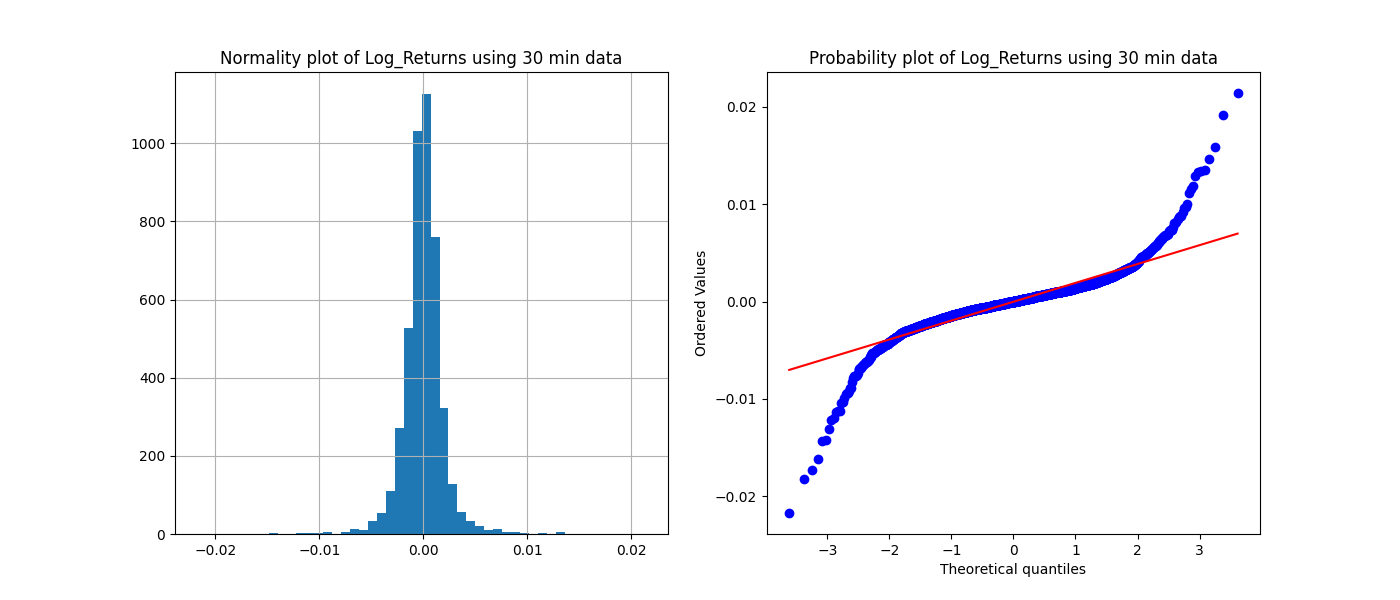 Normality plot of Log_Returns using 30 min data
1000
800
600
400
200
0
−0.02 −0.01 0.00 0.01 0.02
Probability plot of Log_Returns using 30 min data
Ordered Values
0.02
0.01
0.00
−0.01
−0.02
−3 −2 −1 0 1 2 3
Theoretical quantiles